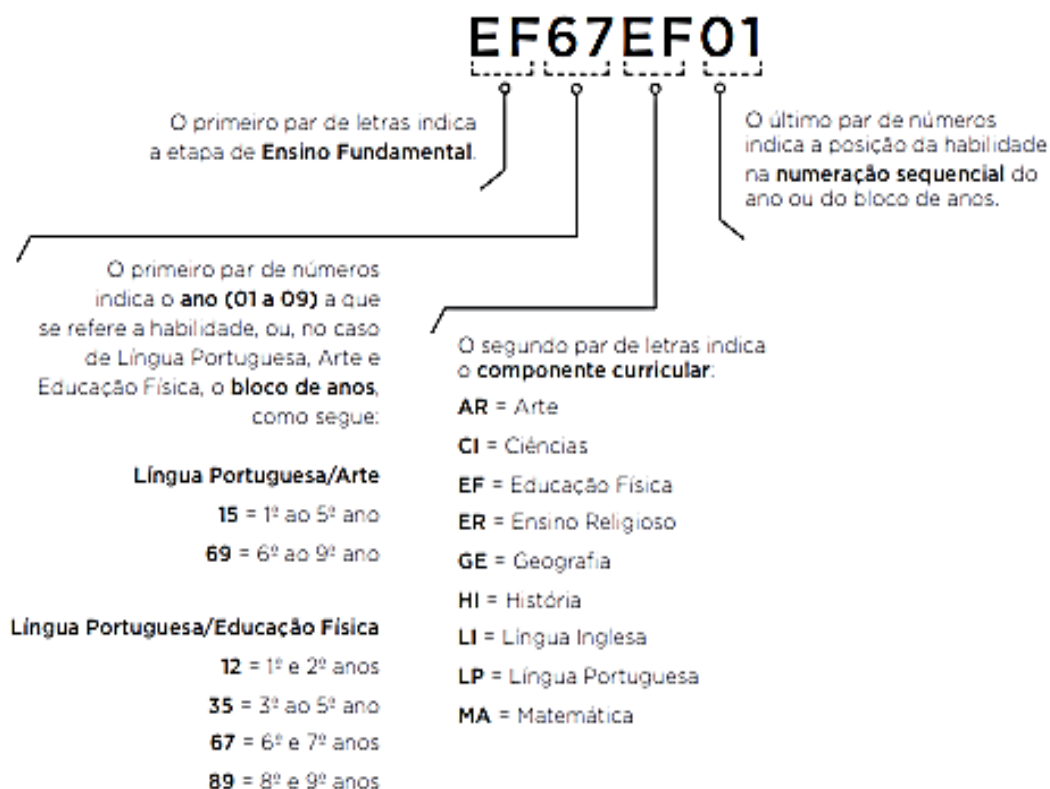 EF67EF01
O primeiro par de letras indica
a etapa de Ensino Fundamental.
O último par de números
indica a posição da habilidade
na numeração sequencial do
ano ou do bloco de anos.
O primeiro par de números
indica o ano (01 a 09) a que
se refere a habilidade, ou, no caso
de Língua Portuguesa, Arte e
Educação Física, o bloco de anos,
como segue:
Língua Portuguesa/Arte
15 = 1º ao 5º ano
69 = 6º ao 9º ano
Língua Portuguesa/Educação Física
12 = 1º e 2º anos
35 = 3º ao 5º ano
67 = 6º e 7º anos
89 = 8º e 9º anos
O segundo par de letras indica
o componente curricular:
AR = Arte
CI = Ciências
EF = Educação Física
ER = Ensino Religioso
GE = Geografia
HI = História
LI = Língua Inglesa
LP = Língua Portuguesa
MA = Matemática